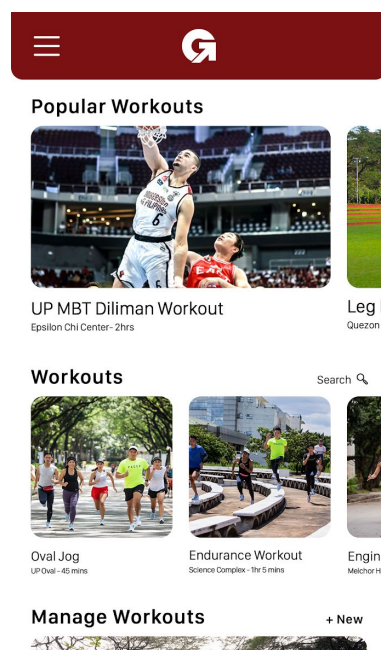 Popular Workouts
UP MBT Diliman Workout
Epsilon Chi Center- 2hrs
Leg
Quezon
Workouts
Search
Oval Jog
UP Oval - 45 mins
Endurance Workout
Science Complex - 1hr 5 mins
Engin
Melchor H
Manage Workouts
+ New